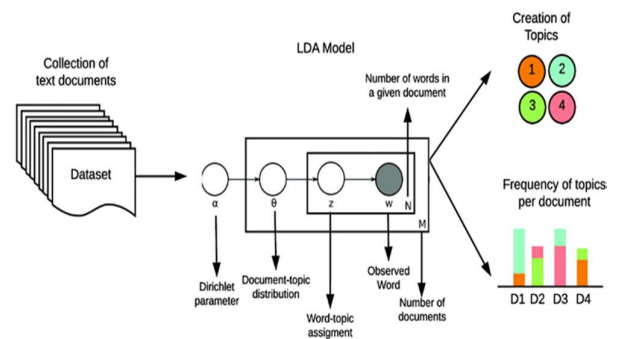 Creation of
Topics
LDA Model
Collection of
text documents
Number of words in
a given document
1
2
3
4
Dataset
α
θ
z
w
N
M
Frequency of topics
per document
Dirichlet
parameter
Document-topic
distribution
Word-topic
assigment
Observed
Word
Number of
documents
D1 D2 D3 D4